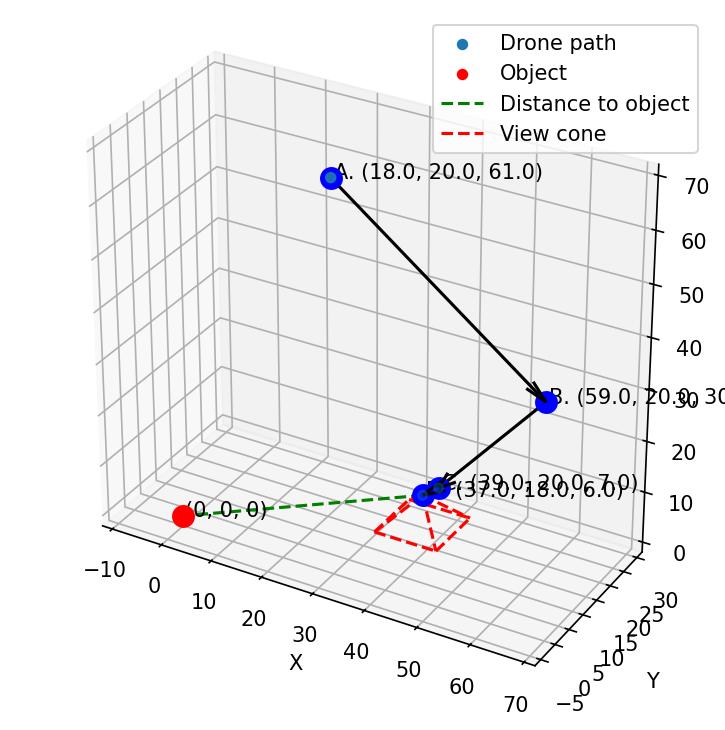 Drone path
Object
Distance to object
View cone
A. (18.0, 20.0, 61.0)
B. (59.0, 20.0, 30
(39.0, 20.0, 7.0)
(37.0, 18.0, 6.0)
(0, 0, 0)
70
60
50
40
30
20
10
0
−10
0
10
20
30
40
50
60
70
X
−5
0
5
10
15
20
25
30
Y